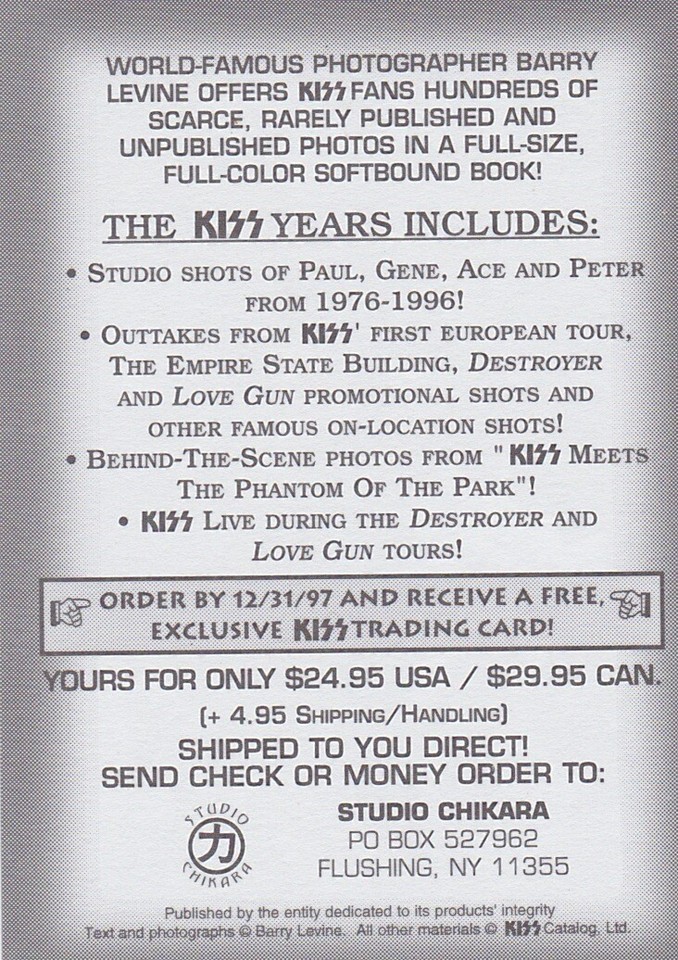 WORLD-FAMOUS PHOTOGRAPHER BARRY
LEVINE OFFERS KISS FANS HUNDREDS OF
SCARCE, RARELY PUBLISHED AND
UNPUBLISHED PHOTOS IN A FULL-SIZE,
FULL-COLOR SOFTBOUND BOOK!
THE KISS YEARS INCLUDES:
• STUDIO SHOTS OF PAUL, GENE, ACE AND PETER
FROM 1976-1996!
• OUTTAKES FROM KISS' FIRST EUROPEAN TOUR,
THE EMPIRE STATE BUILDING, DESTROYER
AND LOVE GUN PROMOTIONAL SHOTS AND
OTHER FAMOUS ON-LOCATION SHOTS!
• BEHIND-THE-SCENE PHOTOS FROM "KISS MEETS
THE PHANTOM OF THE PARK"!
• KISS LIVE DURING THE DESTROYER AND
LOVE GUN TOURS!
ORDER BY 12/31/97 AND RECEIVE A FREE,
EXCLUSIVE KISS TRADING CARD!
YOURS FOR ONLY $24.95 USA / $29.95 CAN.
(+ 4.95 SHIPPING/HANDLING)
SHIPPED TO YOU DIRECT!
SEND CHECK OR MONEY ORDER TO:
STUDIO
力
CHIKARA
STUDIO CHIKARA
PO BOX 527962
FLUSHING, NY 11355
Published by the entity dedicated to its products' integrity
Text and photographs © Barry Levine. All other materials © KISS Catalog, Ltd.